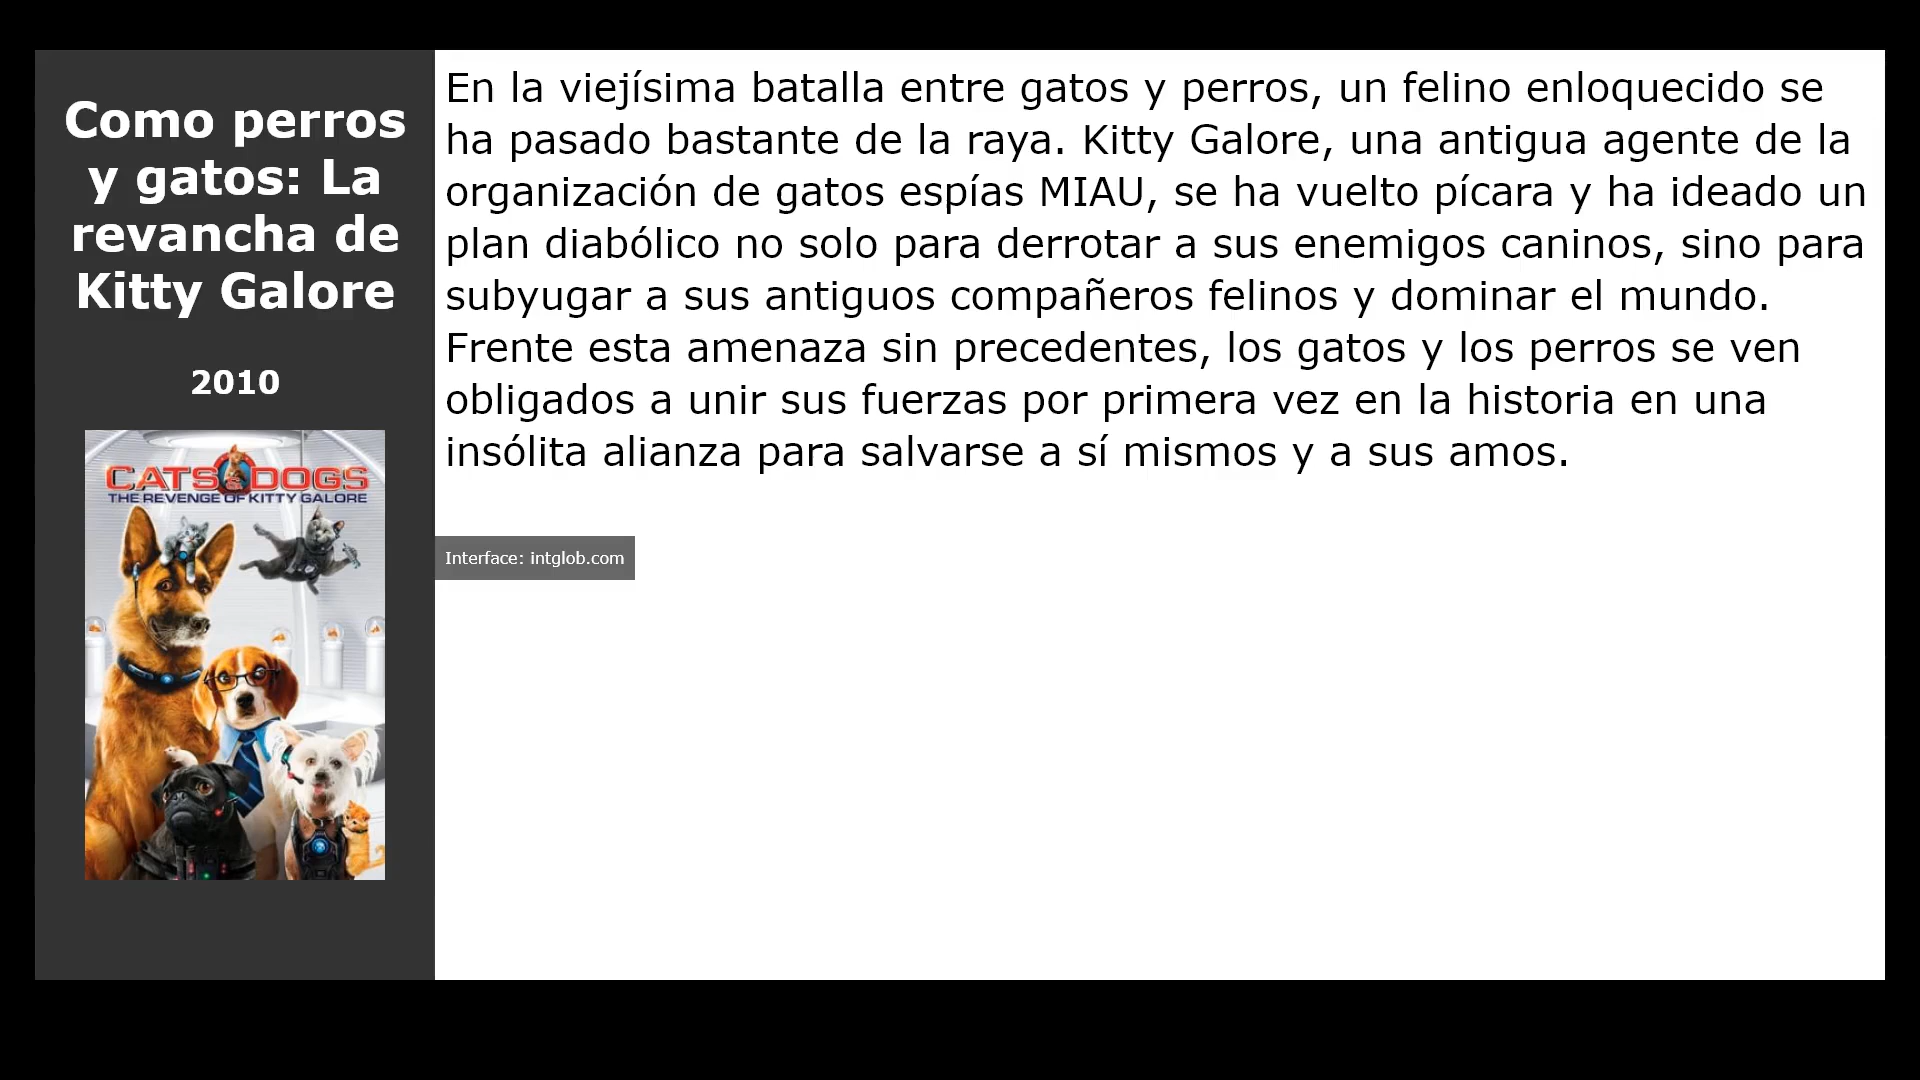 Como perros
y gatos: La
revancha de
Kitty Galore
2010
CATS DOGS
THE REVENGE OF KITTY GALORE
En la viejísima batalla entre gatos y perros, un felino enloquecido se
ha pasado bastante de la raya. Kitty Galore, una antigua agente de la
organización de gatos espías MIAU, se ha vuelto pícara y ha ideado un
plan diabólico no solo para derrotar a sus enemigos caninos, sino para
subyugar a sus antiguos compañeros felinos y dominar el mundo.
Frente esta amenaza sin precedentes, los gatos y los perros se ven
obligados a unir sus fuerzas por primera vez en la historia en una
insólita alianza para salvarse a sí mismos y a sus amos.
Interface: intglob.com